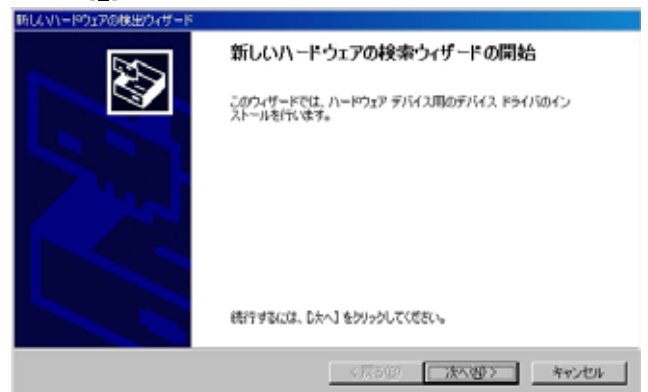 新しいハードウェアの検出ウィザード
新しいハードウェアの検索ウィザードの開始
このウィザードでは、ハードウェア デバイス用のデバイス ドライバのイン
ストールを行います。
続行するには、[次へ] をクリックしてください。
< 戻る(B)
次へ(N) >
キャンセル